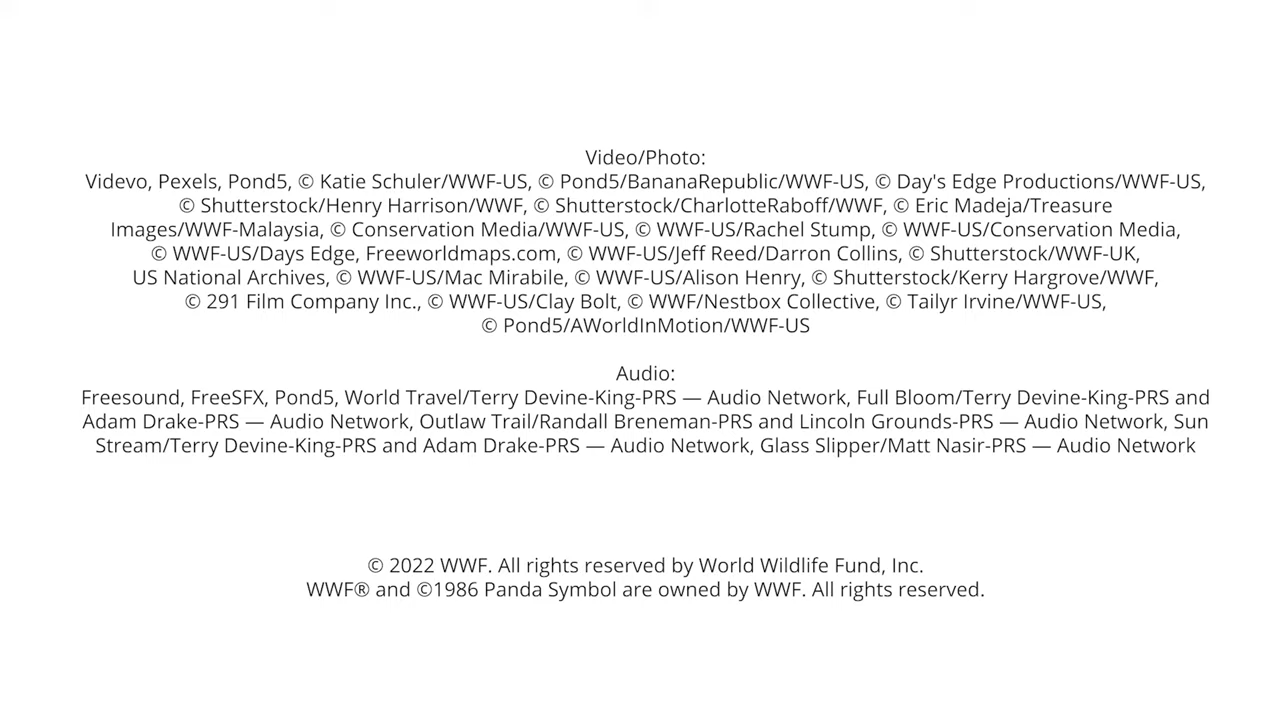 Video/Photo:
Videvo, Pexels, Pond5, © Katie Schuler/WWF-US, © Pond5/BananaRepublic/WWF-US, © Day's Edge Productions/WWF-US,
© Shutterstock/Henry Harrison/WWF, © Shutterstock/CharlotteRaboff/WWF, © Eric Madeja/Treasure
Images/WWF-Malaysia, © Conservation Media/WWF-US, © WWF-US/Rachel Stump, © WWF-US/Conservation Media,
© WWF-US/Days Edge, Freeworldmaps.com, © WWF-US/Jeff Reed/Darron Collins, © Shutterstock/WWF-UK,
US National Archives, © WWF-US/Mac Mirabile, © WWF-US/Alison Henry, © Shutterstock/Kerry Hargrove/WWF,
© 291 Film Company Inc., © WWF-US/Clay Bolt, © WWF/Nestbox Collective, © Tailyr Irvine/WWF-US,
© Pond5/AWorldInMotion/WWF-US
Audio:
Freesound, FreeSFX, Pond5, World Travel/Terry Devine-King-PRS — Audio Network, Full Bloom/Terry Devine-King-PRS and
Adam Drake-PRS — Audio Network, Outlaw Trail/Randall Breneman-PRS and Lincoln Grounds-PRS — Audio Network, Sun
Stream/Terry Devine-King-PRS and Adam Drake-PRS — Audio Network, Glass Slipper/Matt Nasir-PRS — Audio Network
© 2022 WWF. All rights reserved by World Wildlife Fund, Inc.
WWF® and ©1986 Panda Symbol are owned by WWF. All rights reserved.